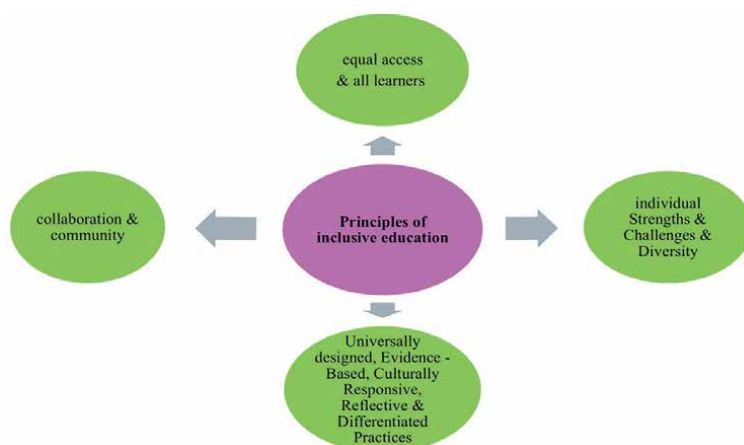 equal access
& all learners
collaboration &
community
Principles of
inclusive education
individual
Strengths &
Challenges &
Diversity
Universally
designed, Evidence -
Based, Culturally
Responsive,
Reflective &
Differentiated
Practices